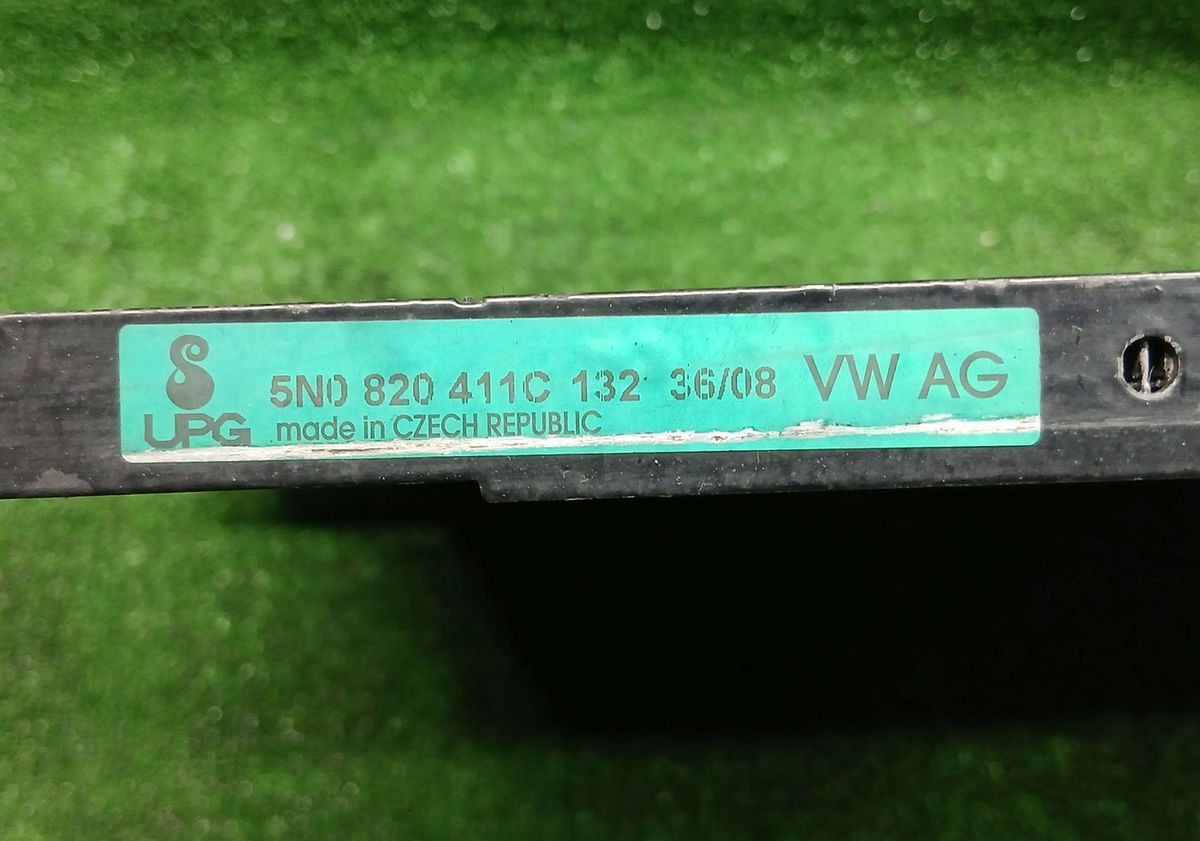 5N0 820 411C 132 36/08 VW AG
UPG made in CZECH REPUBLIC